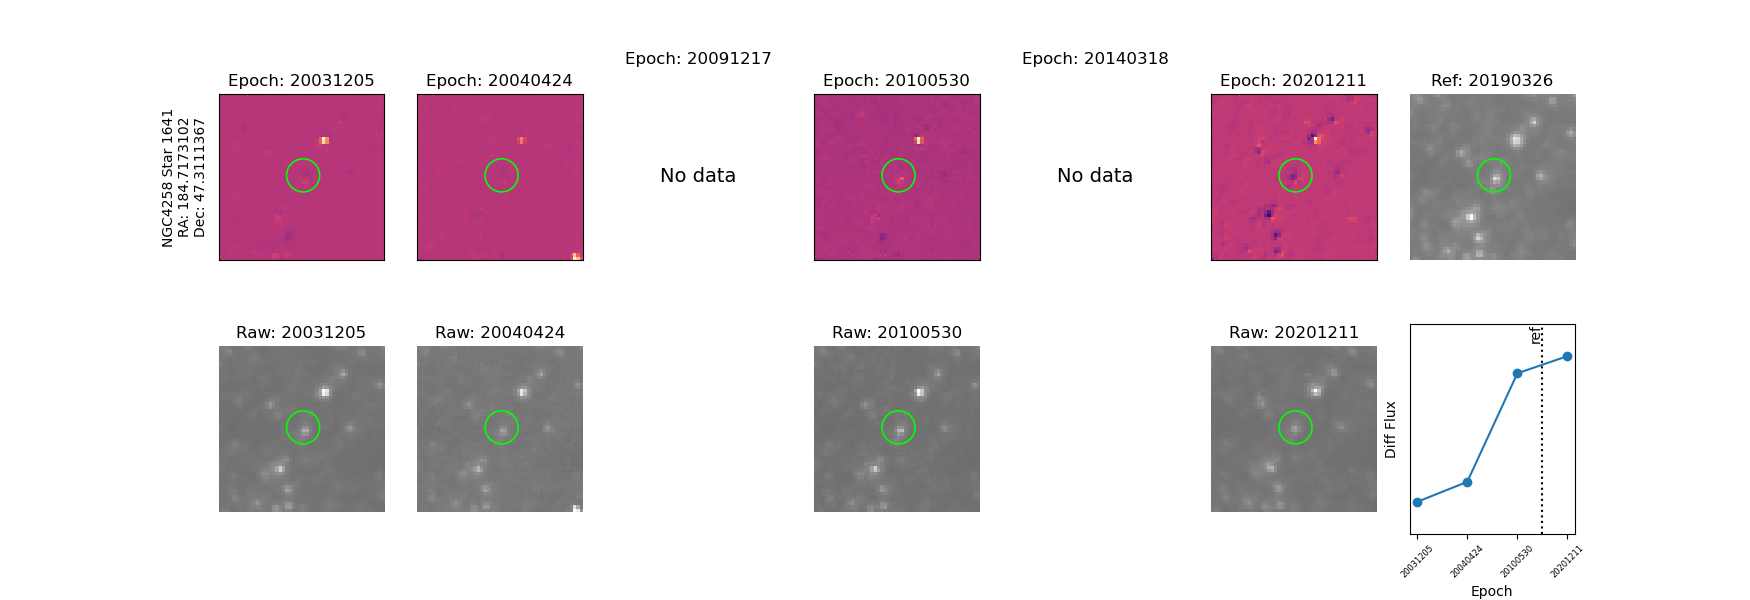 Epoch: 20091217
Epoch: 20140318
Epoch: 20031205
Epoch: 20040424
Epoch: 20100530
Epoch: 20201211
Ref: 20190326
NGC4258 Star 1641
RA: 184.7173102
Dec: 47.3111367
No data
No data
Raw: 20031205
Raw: 20040424
Raw: 20100530
Raw: 20201211
ref
Diff Flux
20031205
20040424
20100530
20201211
Epoch